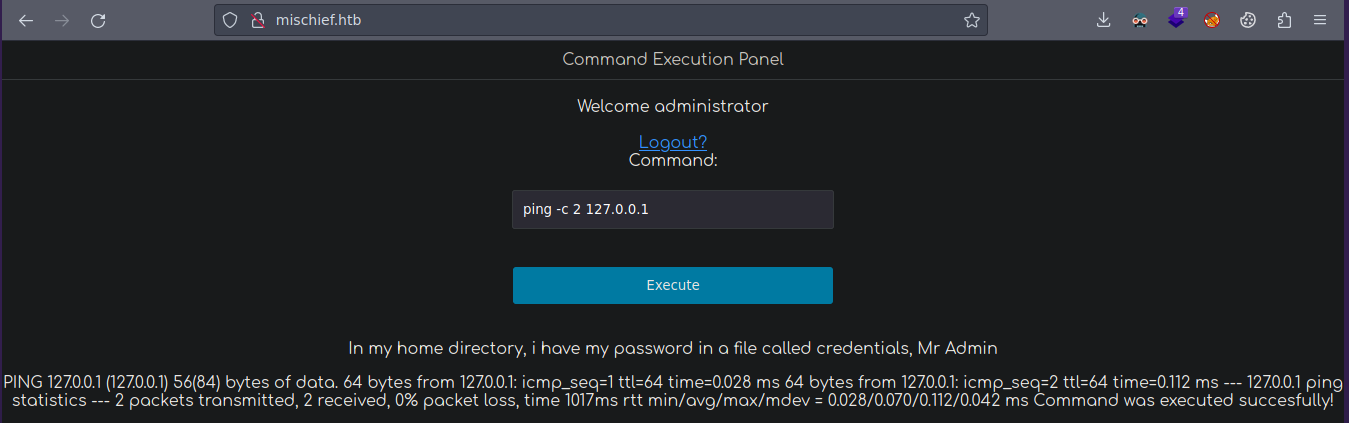 mischief.htb
4
Command Execution Panel
Welcome administrator
Logout?
Command:
ping -c 2 127.0.0.1
Execute
In my home directory, i have my password in a file called credentials, Mr Admin
PING 127.0.0.1 (127.0.0.1) 56(84) bytes of data. 64 bytes from 127.0.0.1: icmp_seq=1 ttl=64 time=0.028 ms 64 bytes from 127.0.0.1: icmp_seq=2 ttl=64 time=0.112 ms --- 127.0.0.1 ping
statistics --- 2 packets transmitted, 2 received, 0% packet loss, time 1017ms rtt min/avg/max/mdev = 0.028/0.070/0.112/0.042 ms Command was executed succesfully!